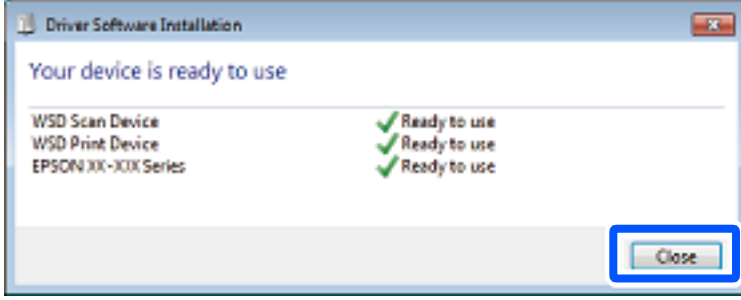 Driver Software Installation
Your device is ready to use
WSD Scan Device Ready to use
WSD Print Device Ready to use
EPSON XX-XXX Series Ready to use
Close